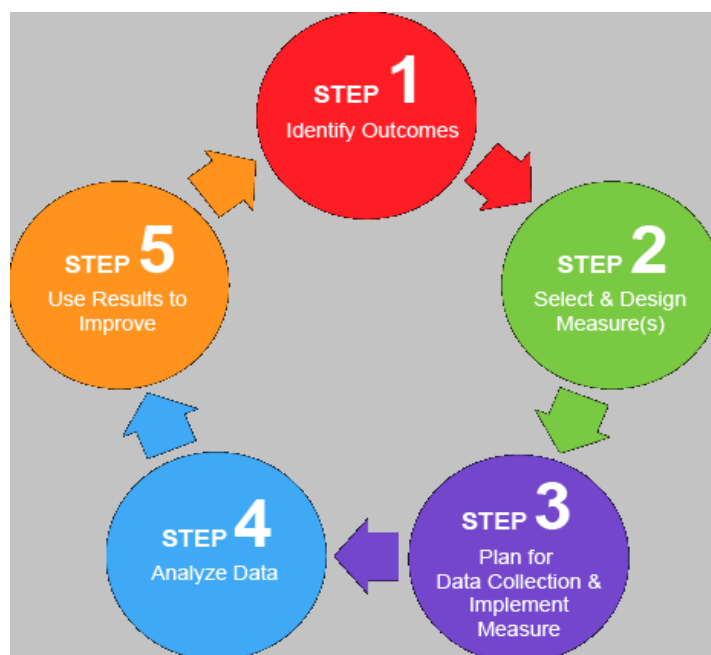 STEP 1
Identify Outcomes
STEP 2
Select & Design
Measure(s)
STEP 3
Plan for
Data Collection &
Implement
Measure
STEP 4
Analyze Data
STEP 5
Use Results to
Improve